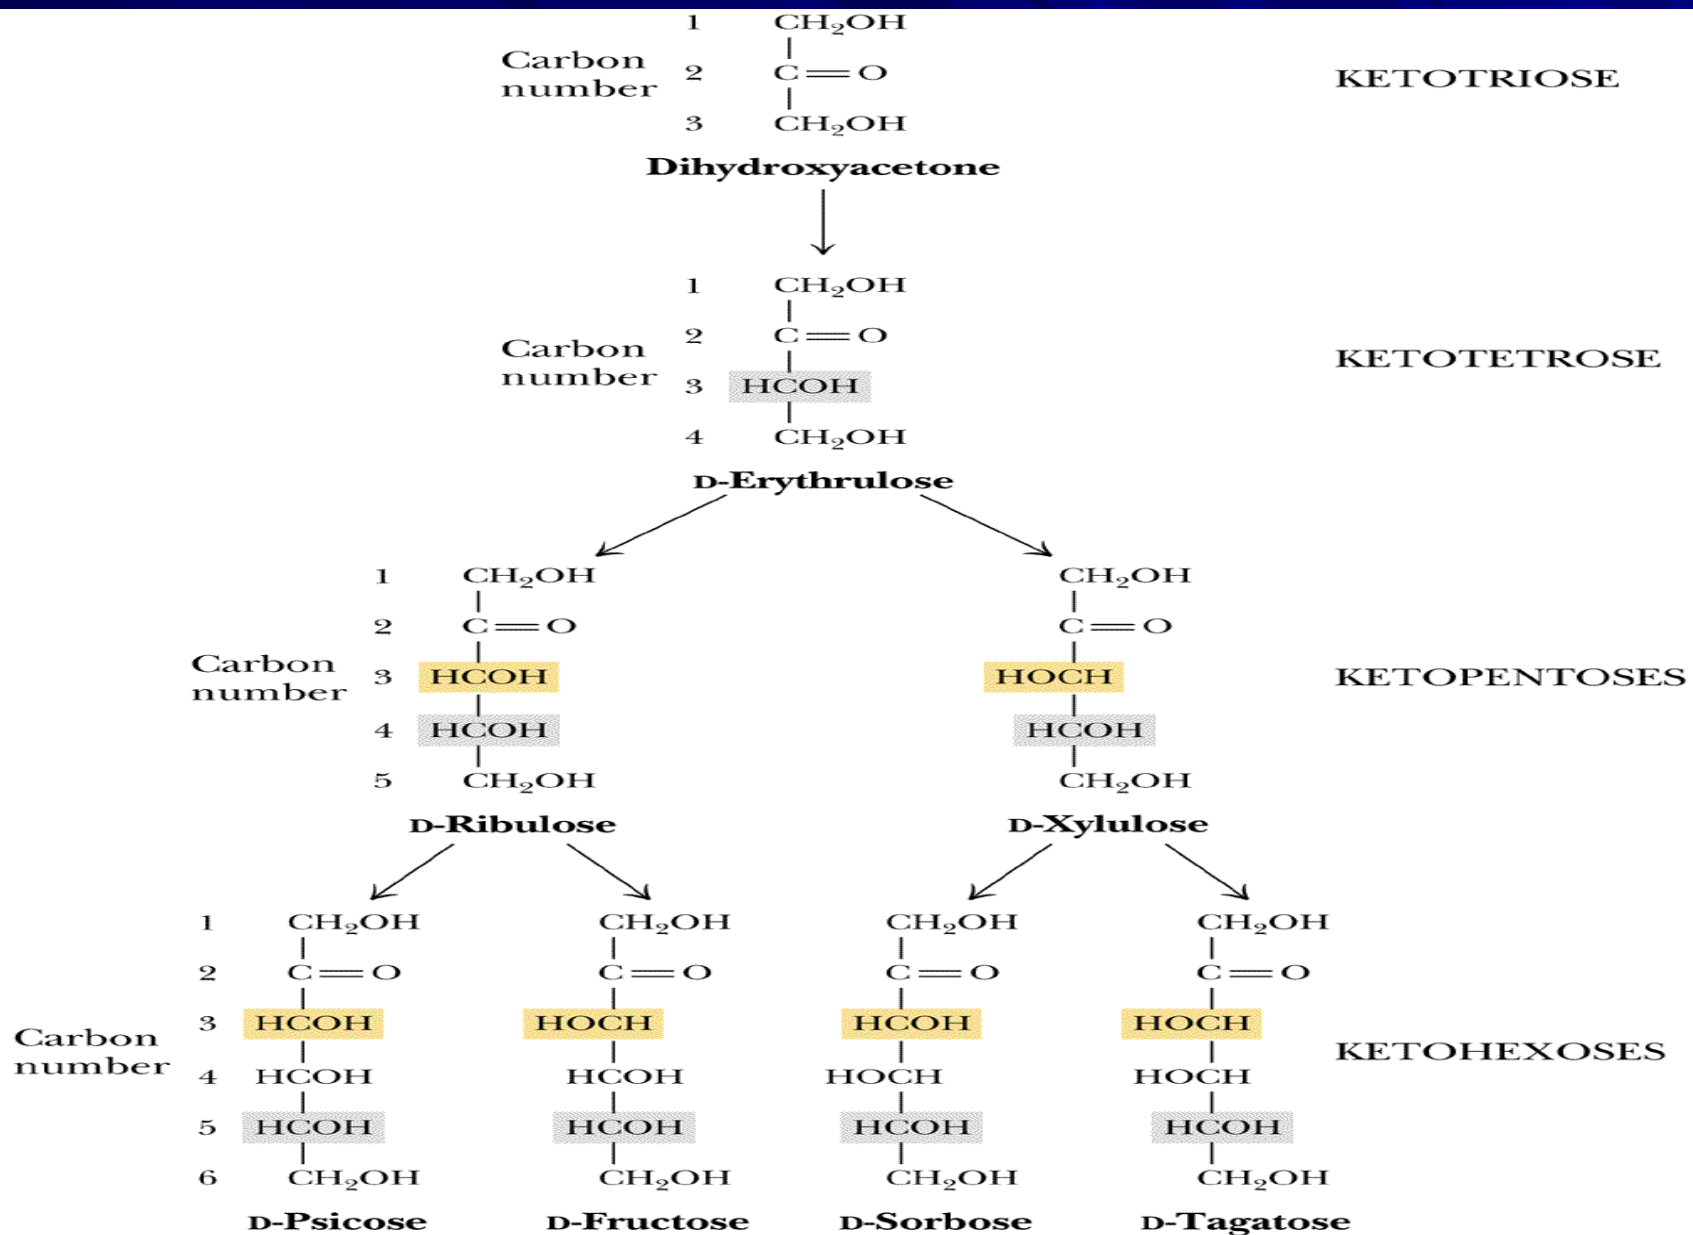 1 CH₂OH
Carbon number 2 C=O KETOTRIOSE
3 CH₂OH
Dihydroxyacetone
1 CH₂OH
2 C=O
Carbon number KETOTETROSE
3 HCOH
4 CH₂OH
D-Erythrulose
1 CH₂OH CH₂OH
2 C=O C=O
Carbon number 3 HCOH HOCH KETOPENTOSES
4 HCOH HCOH
5 CH₂OH CH₂OH
D-Ribulose D-Xylulose
1 CH₂OH CH₂OH CH₂OH CH₂OH
2 C=O C=O C=O C=O
3 HCOH HOCH HCOH HOCH
Carbon number KETOHEXOSES
4 HCOH HCOH HOCH HOCH
5 HCOH HCOH HCOH HCOH
6 CH₂OH CH₂OH CH₂OH CH₂OH
D-Psicose D-Fructose D-Sorbose D-Tagatose